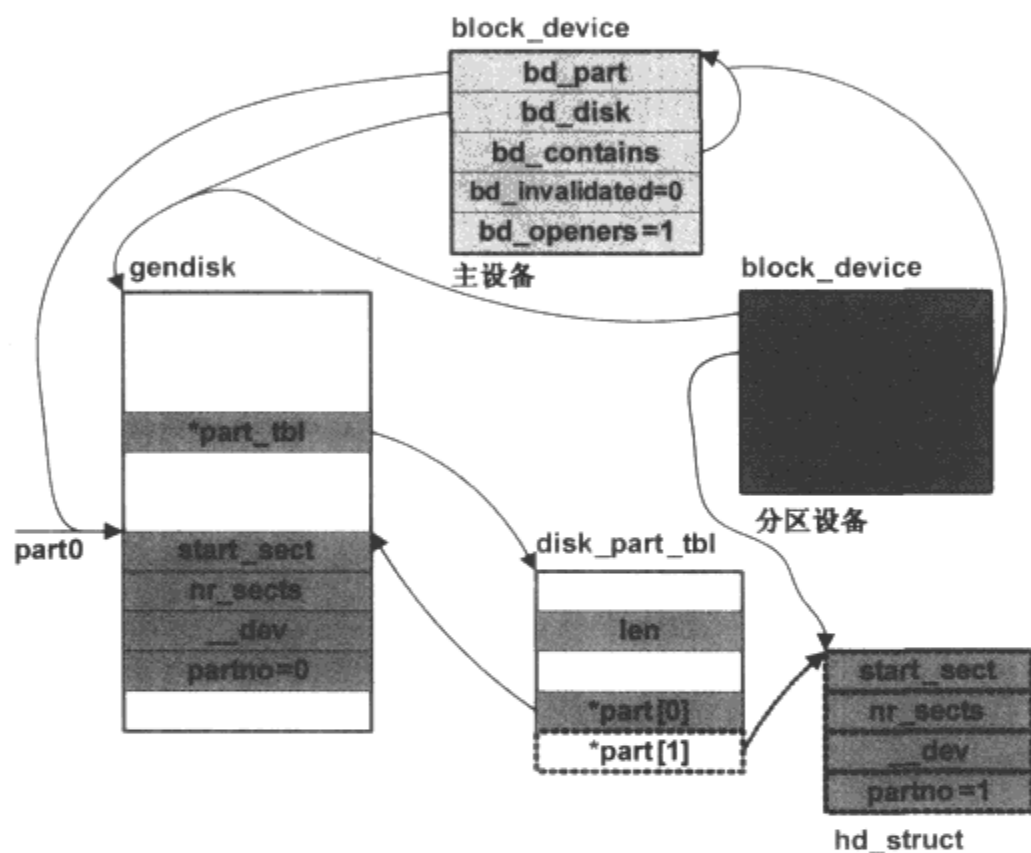 block_device
bd_part
bd_disk
bd_contains
bd_invalidated=0
bd_openers=1
主设备
gendisk
*part_tbl
part0
start_sect
nr_sects
__dev
partno=0
block_device
分区设备
disk_part_tbl
len
*part[0]
*part[1]
start_sect
nr_sects
__dev
partno=1
hd_struct